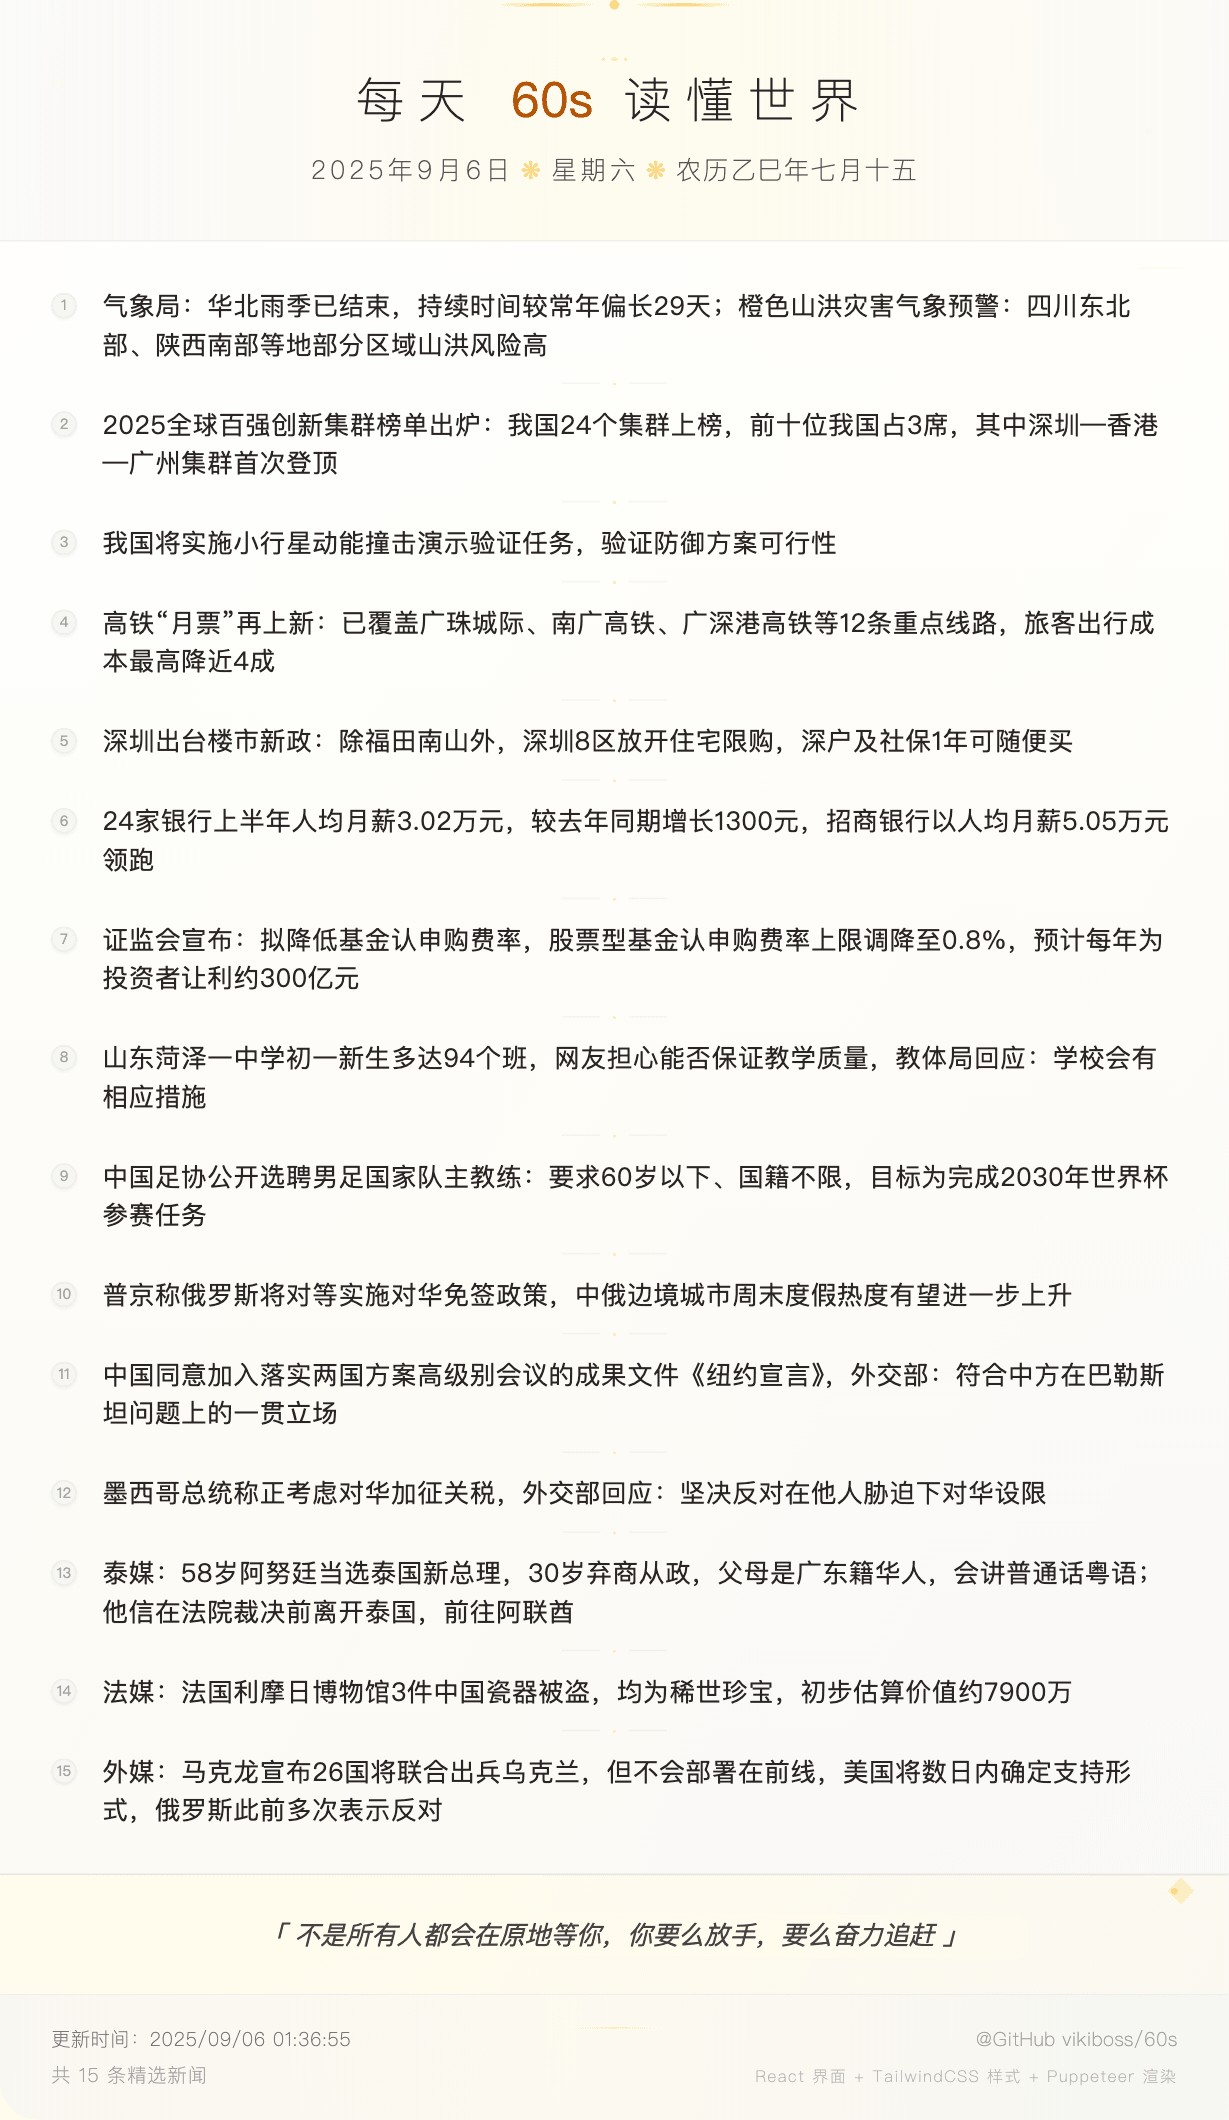 每天 60s 读懂世界
2025年9月6日 ❋ 星期六 ❋ 农历乙巳年七月十五
1 气象局：华北雨季已结束，持续时间较常年偏长29天；橙色山洪灾害气象预警：四川东北
部、陕西南部等地部分区域山洪风险高
2 2025全球百强创新集群榜单出炉：我国24个集群上榜，前十位我国占3席，其中深圳—香港
—广州集群首次登顶
3 我国将实施小行星动能撞击演示验证任务，验证防御方案可行性
4 高铁“月票”再上新：已覆盖广珠城际、南广高铁、广深港高铁等12条重点线路，旅客出行成
本最高降近4成
5 深圳出台楼市新政：除福田南山外，深圳8区放开住宅限购，深户及社保1年可随便买
6 24家银行上半年人均月薪3.02万元，较去年同期增长1300元，招商银行以人均月薪5.05万元
领跑
7 证监会宣布：拟降低基金认申购费率，股票型基金认申购费率上限调降至0.8%，预计每年为
投资者让利约300亿元
8 山东菏泽一中学初一新生多达94个班，网友担心能否保证教学质量，教体局回应：学校会有
相应措施
9 中国足协公开选聘男足国家队主教练：要求60岁以下、国籍不限，目标为完成2030年世界杯
参赛任务
10 普京称俄罗斯将对等实施对华免签政策，中俄边境城市周末度假热度有望进一步上升
11 中国同意加入落实两国方案高级别会议的成果文件《纽约宣言》，外交部：符合中方在巴勒斯
坦问题上的一贯立场
12 墨西哥总统称正考虑对华加征关税，外交部回应：坚决反对在他人胁迫下对华设限
13 泰媒：58岁阿努廷当选泰国新总理，30岁弃商从政，父母是广东籍华人，会讲普通话粤语；
他信在法院裁决前离开泰国，前往阿联酋
14 法媒：法国利摩日博物馆3件中国瓷器被盗，均为稀世珍宝，初步估算价值约7900万
15 外媒：马克龙宣布26国将联合出兵乌克兰，但不会部署在前线，美国将数日内确定支持形
式，俄罗斯此前多次表示反对
「 不是所有人都会在原地等你，你要么放手，要么奋力追赶 」
更新时间：2025/09/06 01:36:55
@GitHub vikiboss/60s
共 15 条精选新闻
React 界面 + TailwindCSS 样式 + Puppeteer 渲染